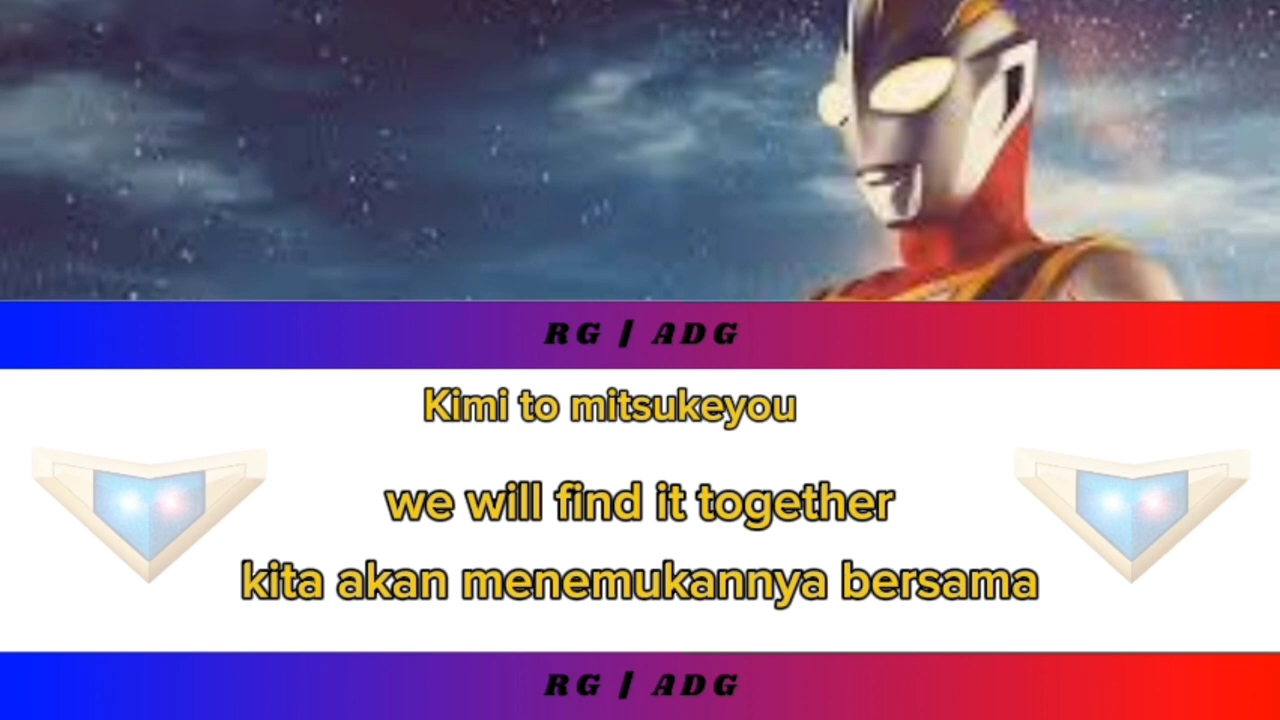 RG | ADG
Kimi to mitsukeyou
we will find it together
kita akan menemukannya bersama
RG | ADG